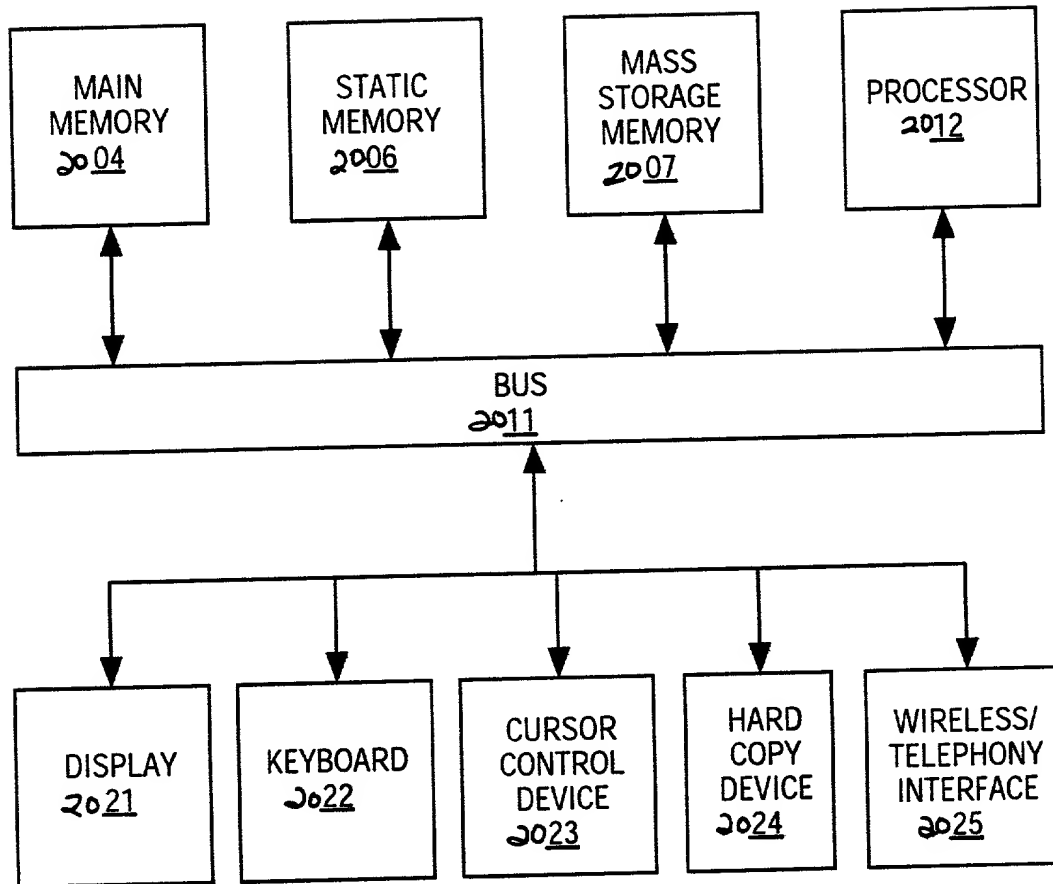 MAIN
MEMORY
2004
STATIC
MEMORY
2006
MASS
STORAGE
MEMORY
2007
PROCESSOR
2012
BUS
2011
DISPLAY
2021
KEYBOARD
2022
CURSOR
CONTROL
DEVICE
2023
HARD
COPY
DEVICE
2024
WIRELESS/
TELEPHONY
INTERFACE
2025